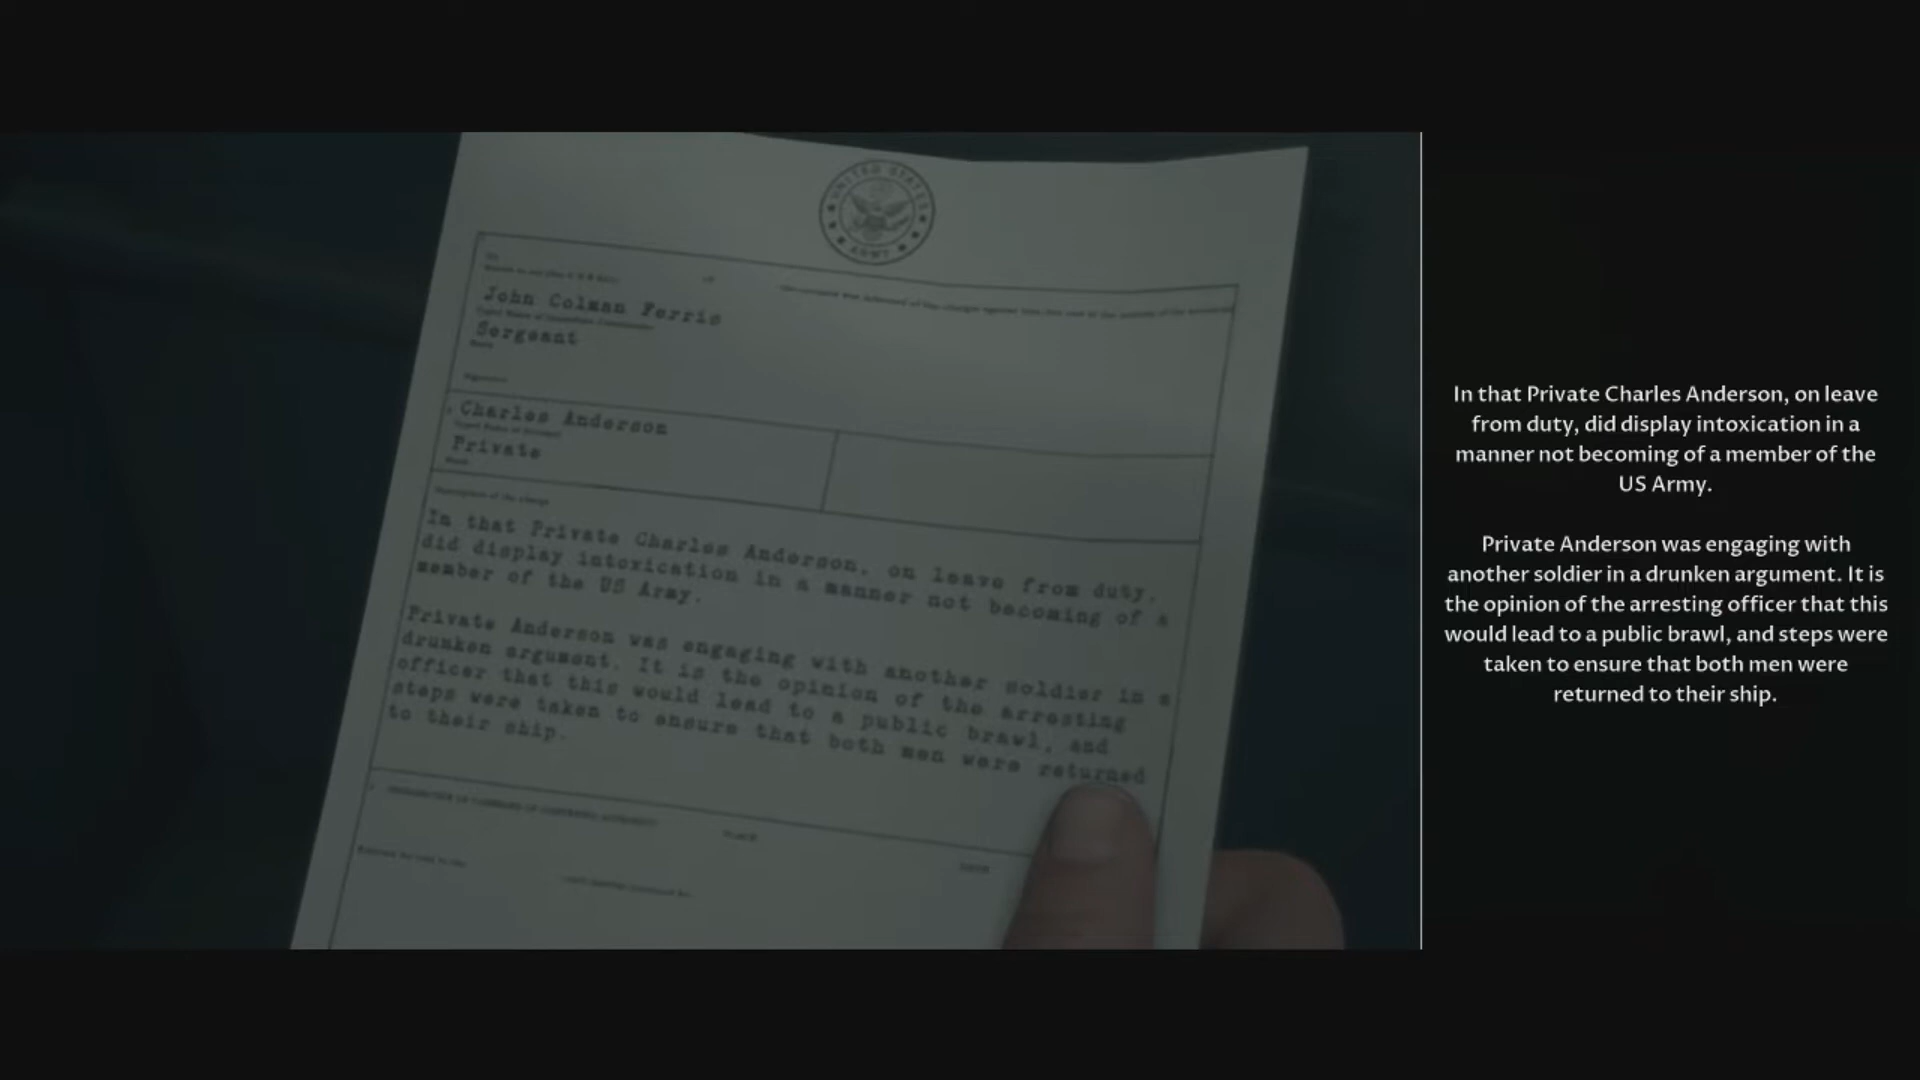 UNITED STATES
ARMY
John Colman Ferris
Sergeant
Charles Anderson
Private
Description of the charge
In that Private Charles Anderson, on leave from duty,
did display intoxication in a manner not becoming of a
member of the US Army.
Private Anderson was engaging with another soldier in a
drunken argument. It is the opinion of the arresting
officer that this would lead to a public brawl, and
steps were taken to ensure that both men were returned
to their ship.
In that Private Charles Anderson, on leave
from duty, did display intoxication in a
manner not becoming of a member of the
US Army.
Private Anderson was engaging with
another soldier in a drunken argument. It is
the opinion of the arresting officer that this
would lead to a public brawl, and steps were
taken to ensure that both men were
returned to their ship.